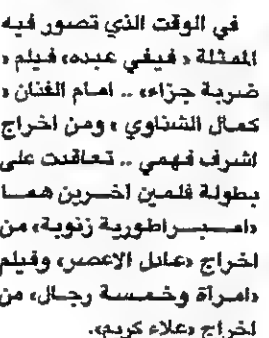 في الوقت الذي تصور فيه
الممثلة « فيفي عبده» فيلم «
ضربة جزاء» .. امام الفنان «
كمال الشناوي » ومن اخراج
اشرف فهمي .. تعاقدت على
بطولة فلمين اخرين همسا
«امبراطورية زنوبة» من
اخراج «عادل الاعصر» وفيلم
«امرأة وخمسة رجال» من
اخراج «علاء كريم».